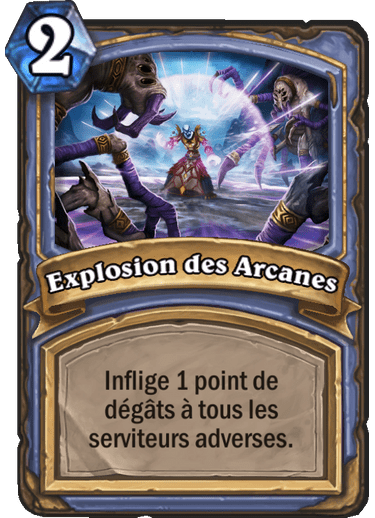 2
Explosion des Arcanes
Inflige 1 point de
dégâts à tous les
serviteurs adverses.